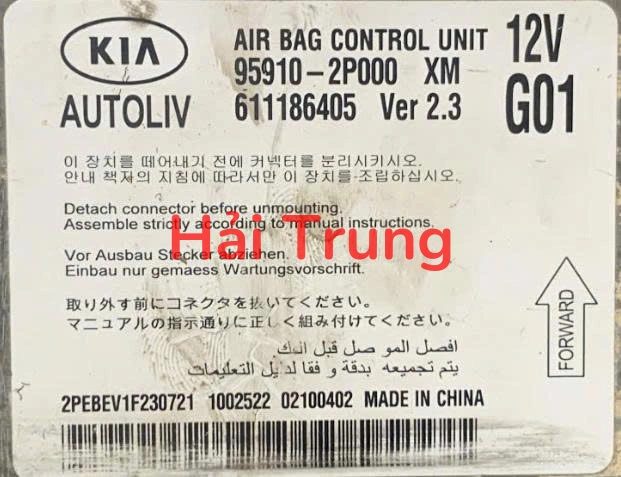 KIA
AUTOLIV
AIR BAG CONTROL UNIT
95910-2P000 XM
611186405 Ver 2.3
12V
G01
이 장치를 떼어내기 전에 커넥터를 분리시키시오.
안내 책자의 지침에 따라서만 이 장치를 조립하십시오.
Detach connector before unmounting.
Assemble strictly according to manual instructions.
Hải Trung
Vor Ausbau Stecker abziehen.
Einbau nur gemaess Wartungsvorschrift.
取り外す前にコネクタを抜いてください。
マニュアルの指示通りに正しく組み付けてください。
افصل الموصل قبل الفك.
يتم تجميعه بدقة وفقا لدليل التعليمات.
FORWARD
2PEBEV1F230721 1002522 02100402 MADE IN CHINA